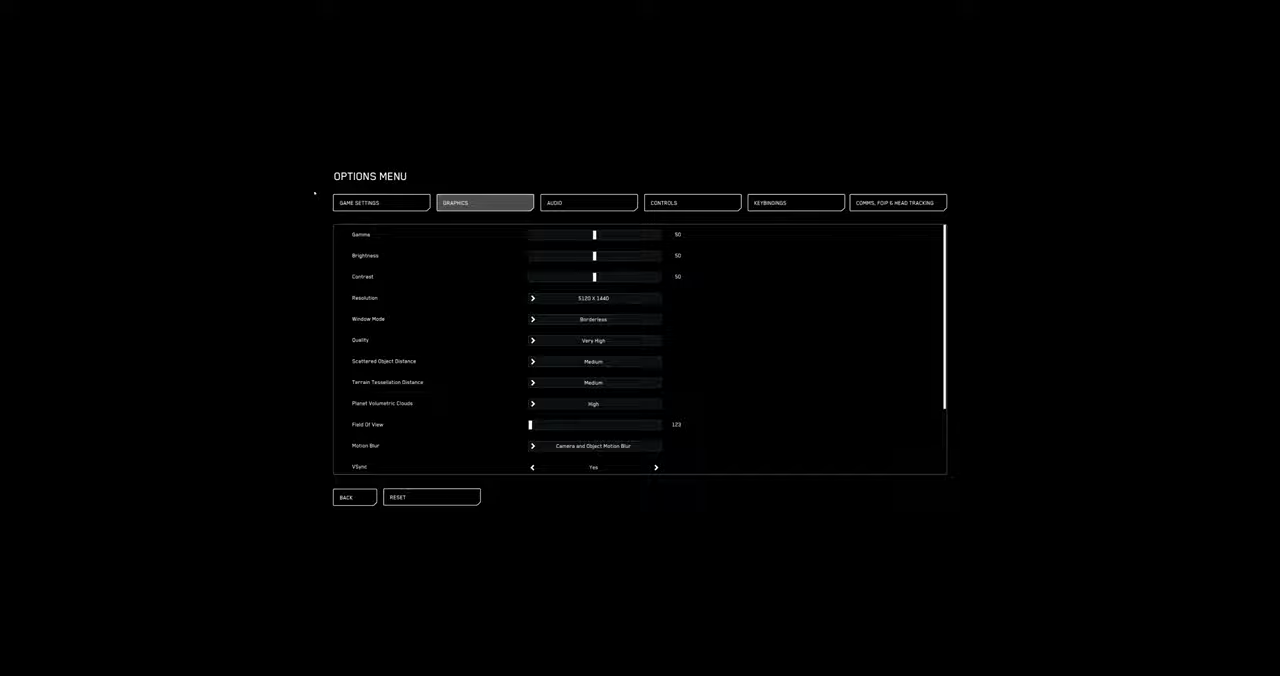 OPTIONS MENU
GAME SETTINGS GRAPHICS AUDIO CONTROLS KEYBINDINGS COMMS, FOIP & HEAD TRACKING
Gamma 50
Brightness 50
Contrast 50
Resolution 5120 X 1440
Window Mode Borderless
Quality Very High
Scattered Object Distance Medium
Terrain Tessellation Distance Medium
Planet Volumetric Clouds High
Field Of View 123
Motion Blur Camera and Object Motion Blur
VSync Yes
BACK RESET